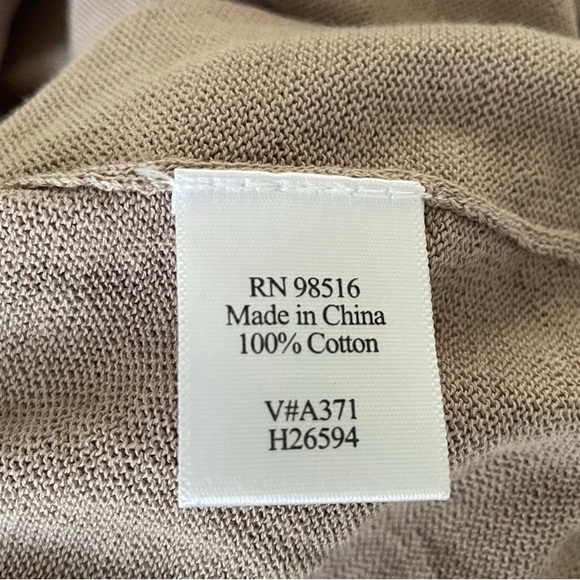 RN 98516
Made in China
100% Cotton
V#A371
H26594